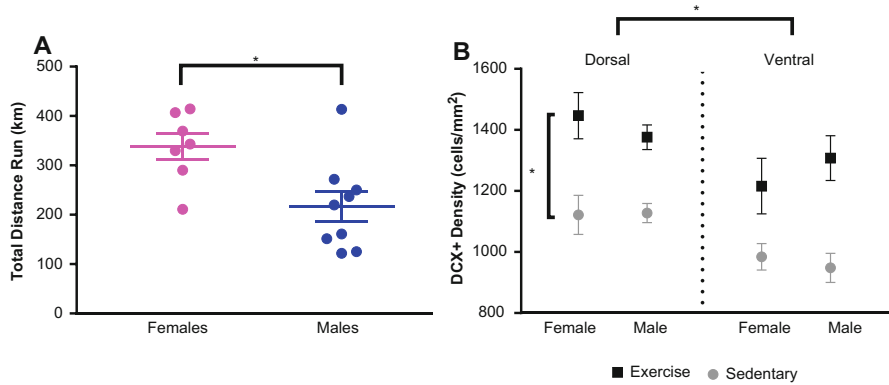 A
*
Total Distance Run (km)
500
400
300
200
100
0
Females Males
B
*
Dorsal Ventral
DCX+ Density (cells/mm²)
1600
1400
1200
1000
800
*
Female Male Female Male
Exercise Sedentary